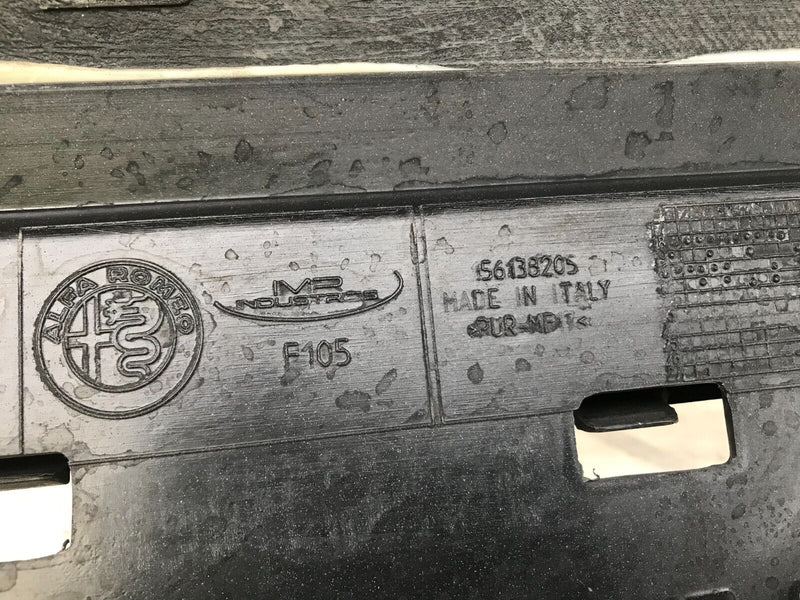 ALFA ROMEO
IMR
INDUSTRIES
F105
156138205
MADE IN ITALY